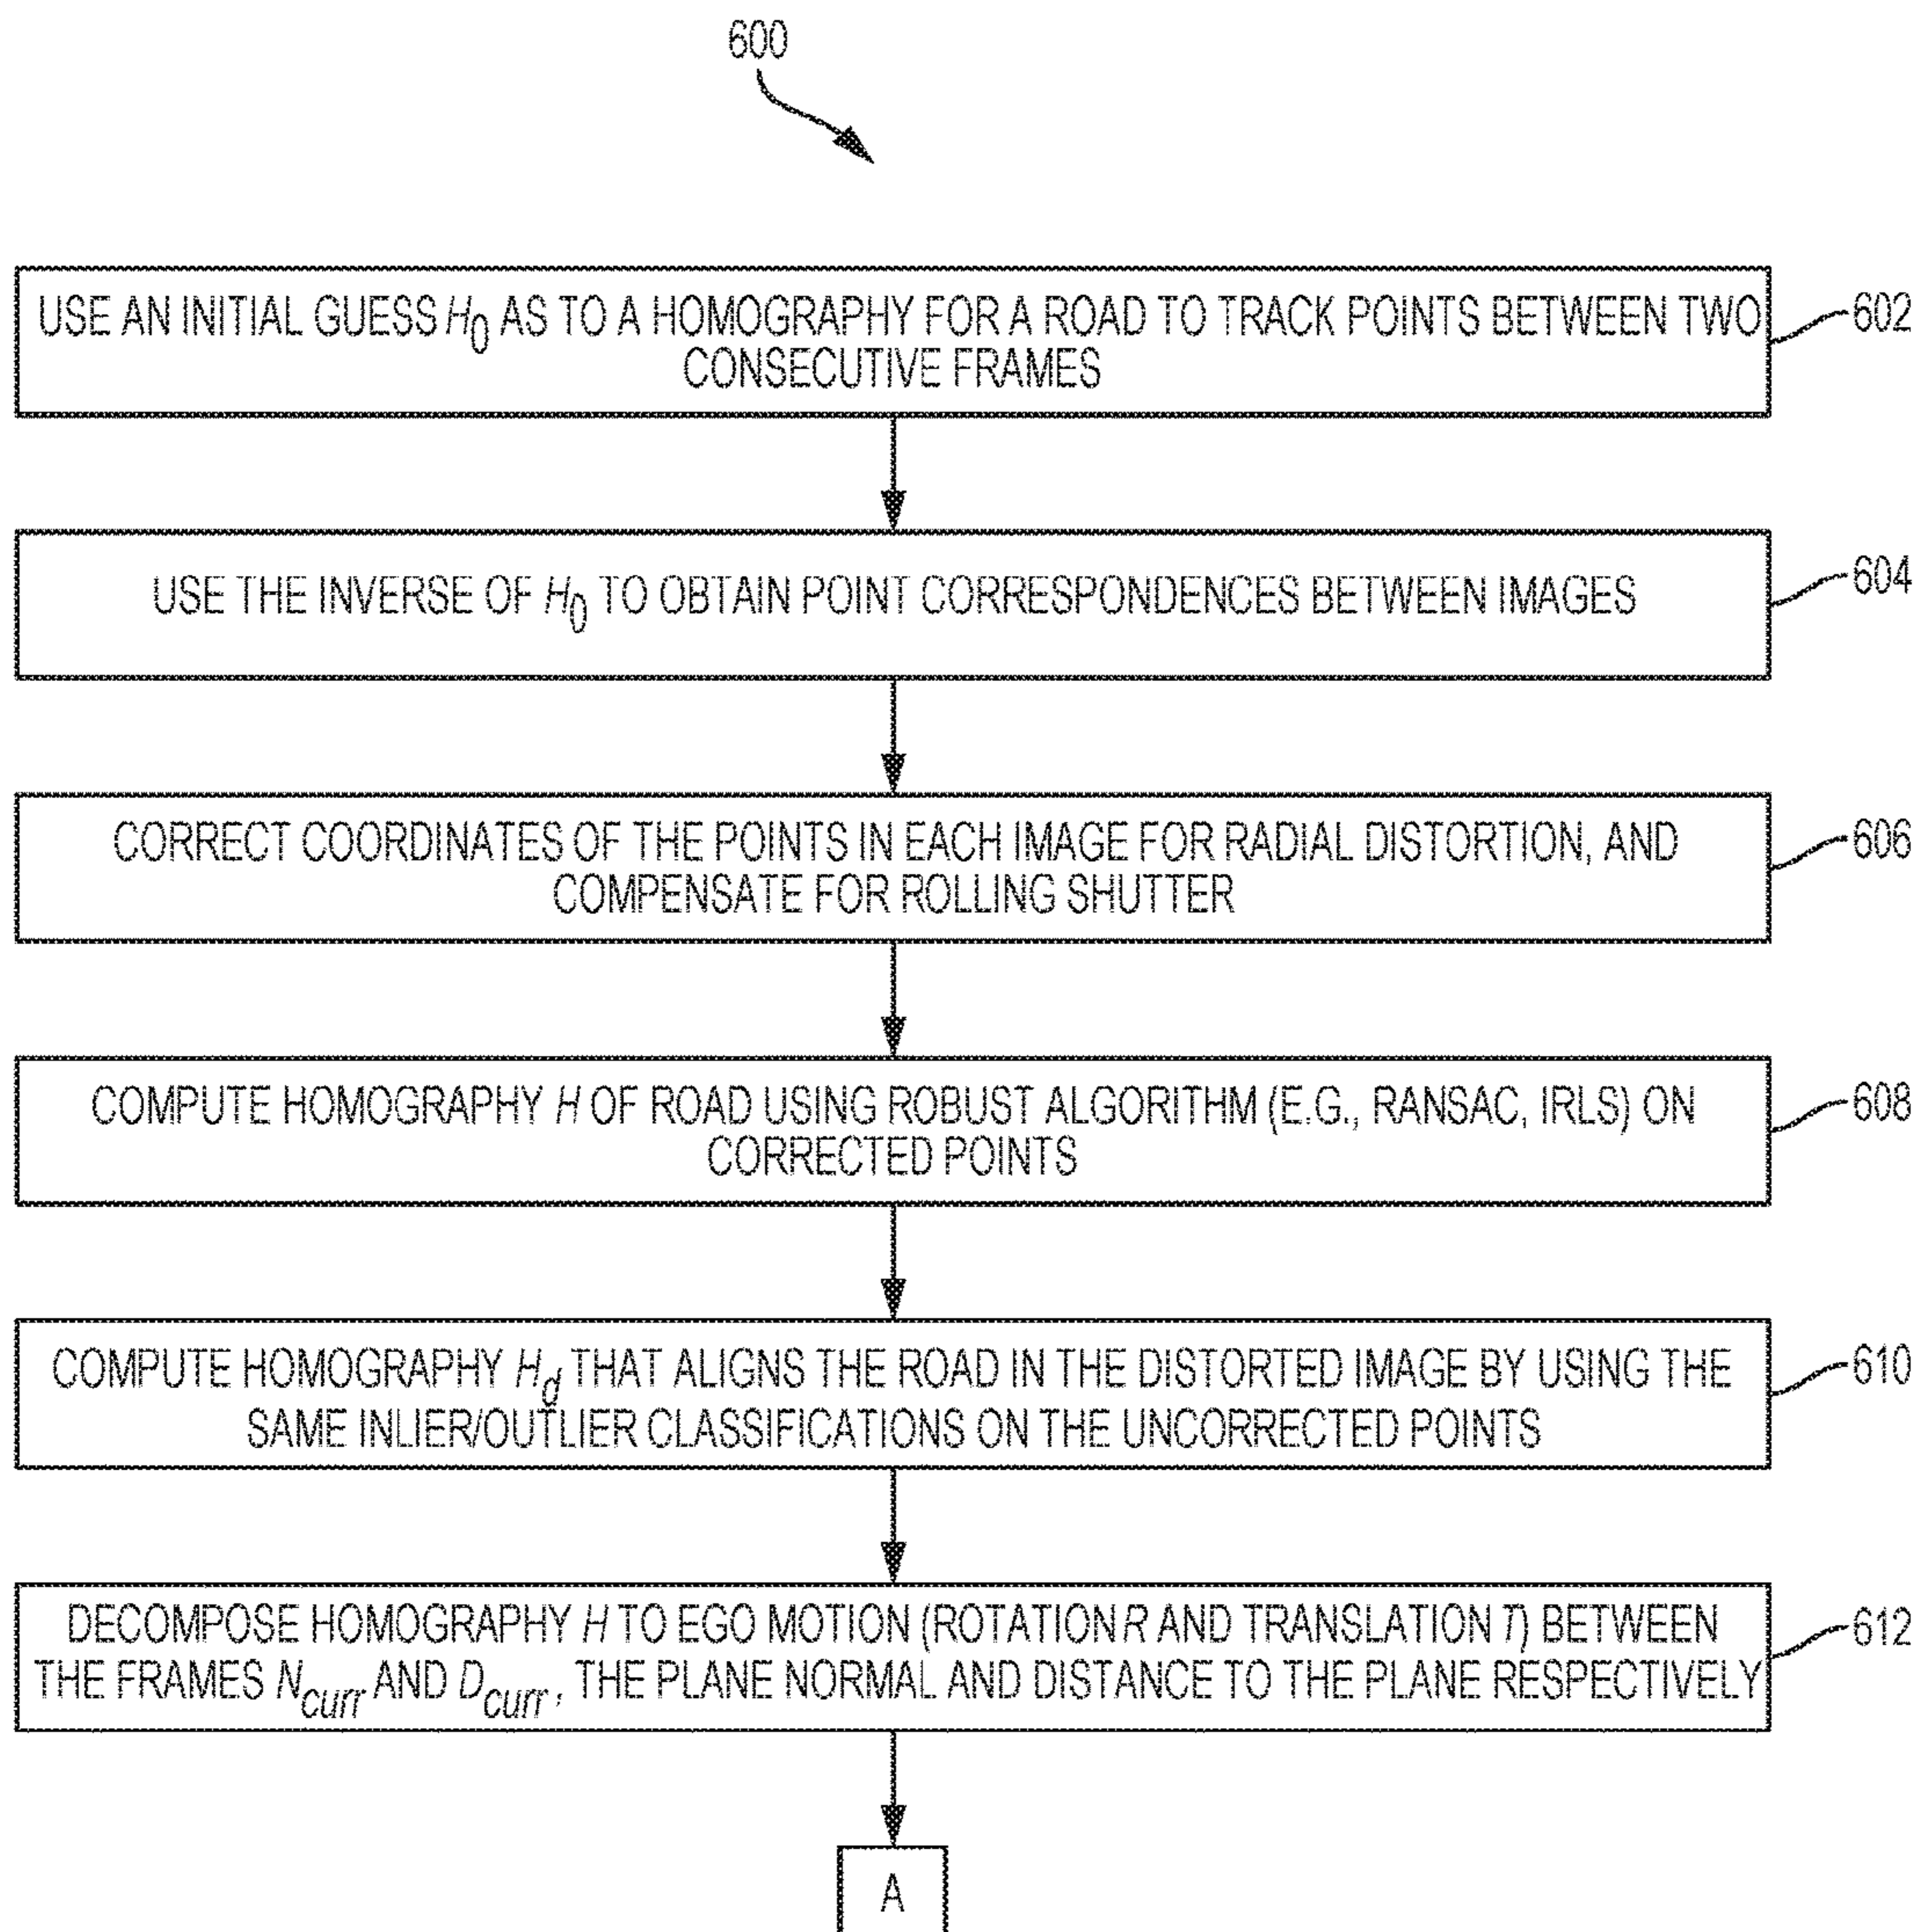 600
USE AN INITIAL GUESS H0 AS TO A HOMOGRAPHY FOR A ROAD TO TRACK POINTS BETWEEN TWO
CONSECUTIVE FRAMES
602
USE THE INVERSE OF H0 TO OBTAIN POINT CORRESPONDENCES BETWEEN IMAGES
604
CORRECT COORDINATES OF THE POINTS IN EACH IMAGE FOR RADIAL DISTORTION, AND
COMPENSATE FOR ROLLING SHUTTER
606
COMPUTE HOMOGRAPHY H OF ROAD USING ROBUST ALGORITHM (E.G., RANSAC, IRLS) ON
CORRECTED POINTS
608
COMPUTE HOMOGRAPHY Hd THAT ALIGNS THE ROAD IN THE DISTORTED IMAGE BY USING THE
SAME INLIER/OUTLIER CLASSIFICATIONS ON THE UNCORRECTED POINTS
610
DECOMPOSE HOMOGRAPHY H TO EGO MOTION (ROTATION R AND TRANSLATION T) BETWEEN
THE FRAMES Ncurr AND Dcurr, THE PLANE NORMAL AND DISTANCE TO THE PLANE RESPECTIVELY
612
A